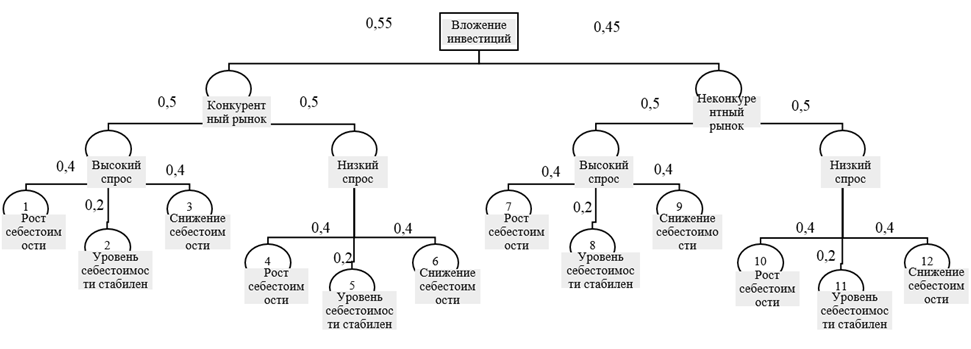 0,55
Вложение
инвестиций
0,45
0,5
Конкурент
ный рынок
0,5
0,5
Неконкуре
нтный
рынок
0,5
0,4
Высокий
спрос
0,4
Низкий
спрос
0,4
Высокий
спрос
0,4
Низкий
спрос
1
Рост
себестоим
ости
0,2
2
Уровень
себестоимос
ти стабилен
3
Снижение
себестоим
ости
0,4
0,4
4
Рост
себестоим
ости
0,2
5
Уровень
себестоимос
ти стабилен
6
Снижение
себестоим
ости
7
Рост
себестоим
ости
0,2
8
Уровень
себестоимос
ти стабилен
9
Снижение
себестоимо
сти
0,4
0,4
10
Рост
себестоим
ости
0,2
11
Уровень
себестоимос
ти стабилен
12
Снижение
себестоим
ости